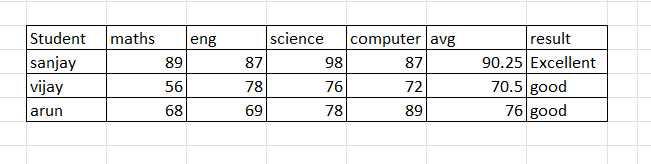 Student maths eng science computer avg result
sanjay 89 87 98 87 90.25 Excellent
vijay 56 78 76 72 70.5 good
arun 68 69 78 89 76 good